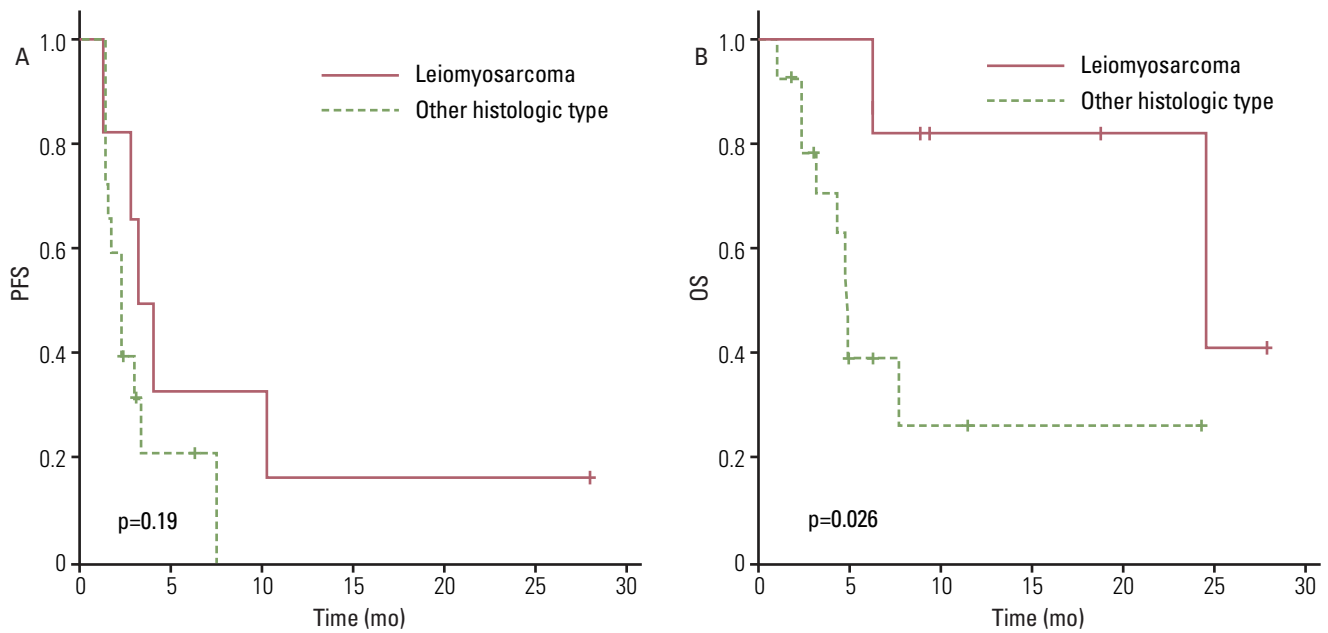 A
1.0
0.8
0.6
0.4
0.2
0
PFS
Leiomyosarcoma
Other histologic type
p=0.19
0 5 10 15 20 25 30
Time (mo)
B
1.0
0.8
0.6
0.4
0.2
0
OS
Leiomyosarcoma
Other histologic type
p=0.026
0 5 10 15 20 25 30
Time (mo)